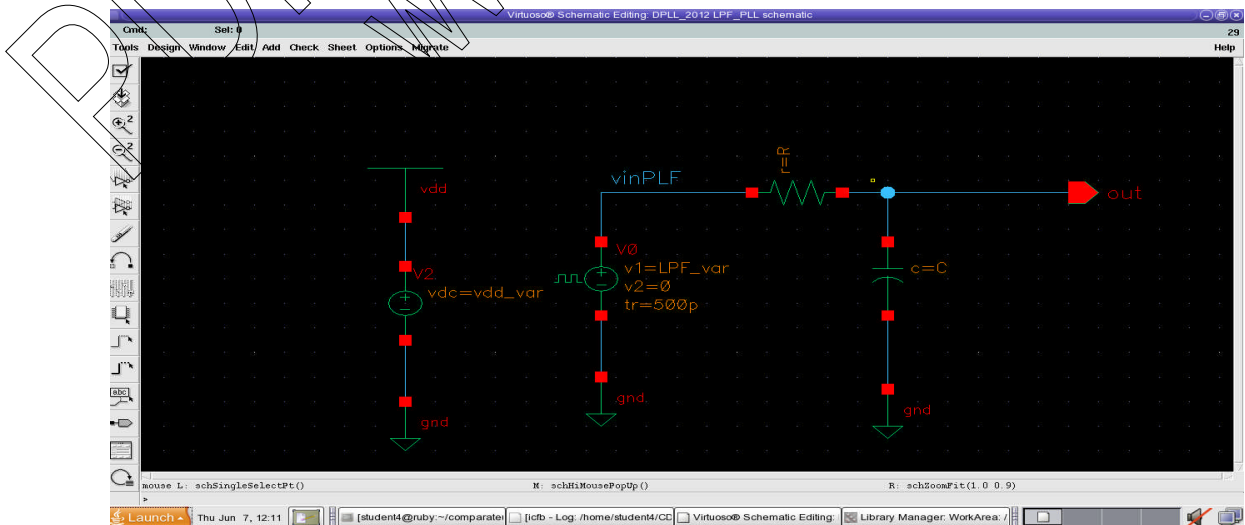 Virtuoso® Schematic Editing: DPLL_2012 LPF_PLL schematic
Cmd: Sel: 0
29
Tools Design Window Edit Add Check Sheet Options Migrate Help
2
2
abc
vdd
V2
vdc=vdd_var
gnd
vinPLF
V0
v1=LPF_var
v2=0
tr=500p
gnd
r=R
c=C
gnd
out
mouse L: schSingleSelectPt() M: schHiMousePopUp() R: schZoomFit(1.0 0.9)
>
Launch Thu Jun 7, 12:11 [student4@ruby:~/comparate [icfb - Log: /home/student4/CD Virtuoso® Schematic Editing: Library Manager: WorkArea: /